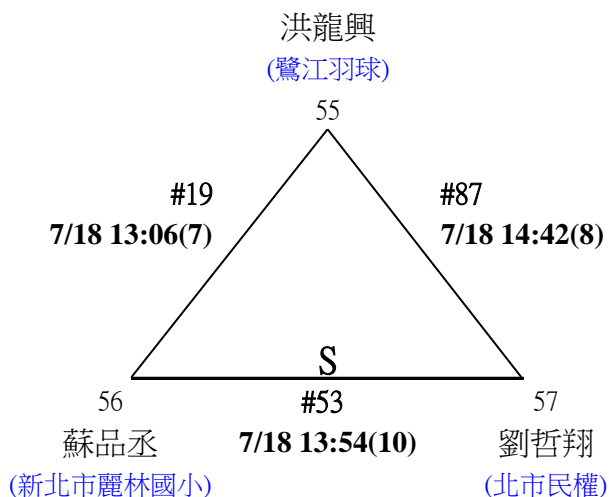 洪龍興
(鷺江羽球)
55
#19
7/18 13:06(7)
#87
7/18 14:42(8)
S
56
#53
57
蘇品丞
7/18 13:54(10)
劉哲翔
(新北市麗林國小)
(北市民權)